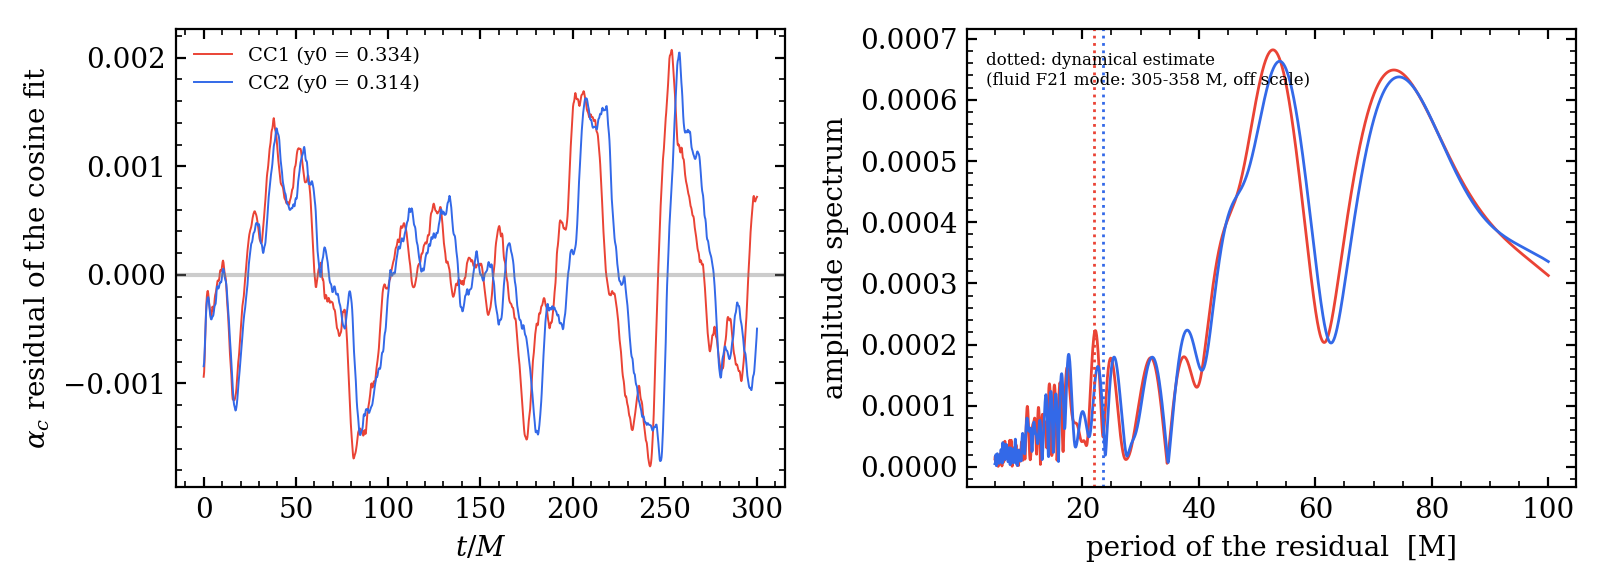 α_c residual of the cosine fit
0.002
0.001
0.000
−0.001
CC1 (y0 = 0.334)
CC2 (y0 = 0.314)
0 50 100 150 200 250 300
t/M
amplitude spectrum
0.0007
0.0006
0.0005
0.0004
0.0003
0.0002
0.0001
0.0000
dotted: dynamical estimate
(fluid F21 mode: 305-358 M, off scale)
20 40 60 80 100
period of the residual [M]